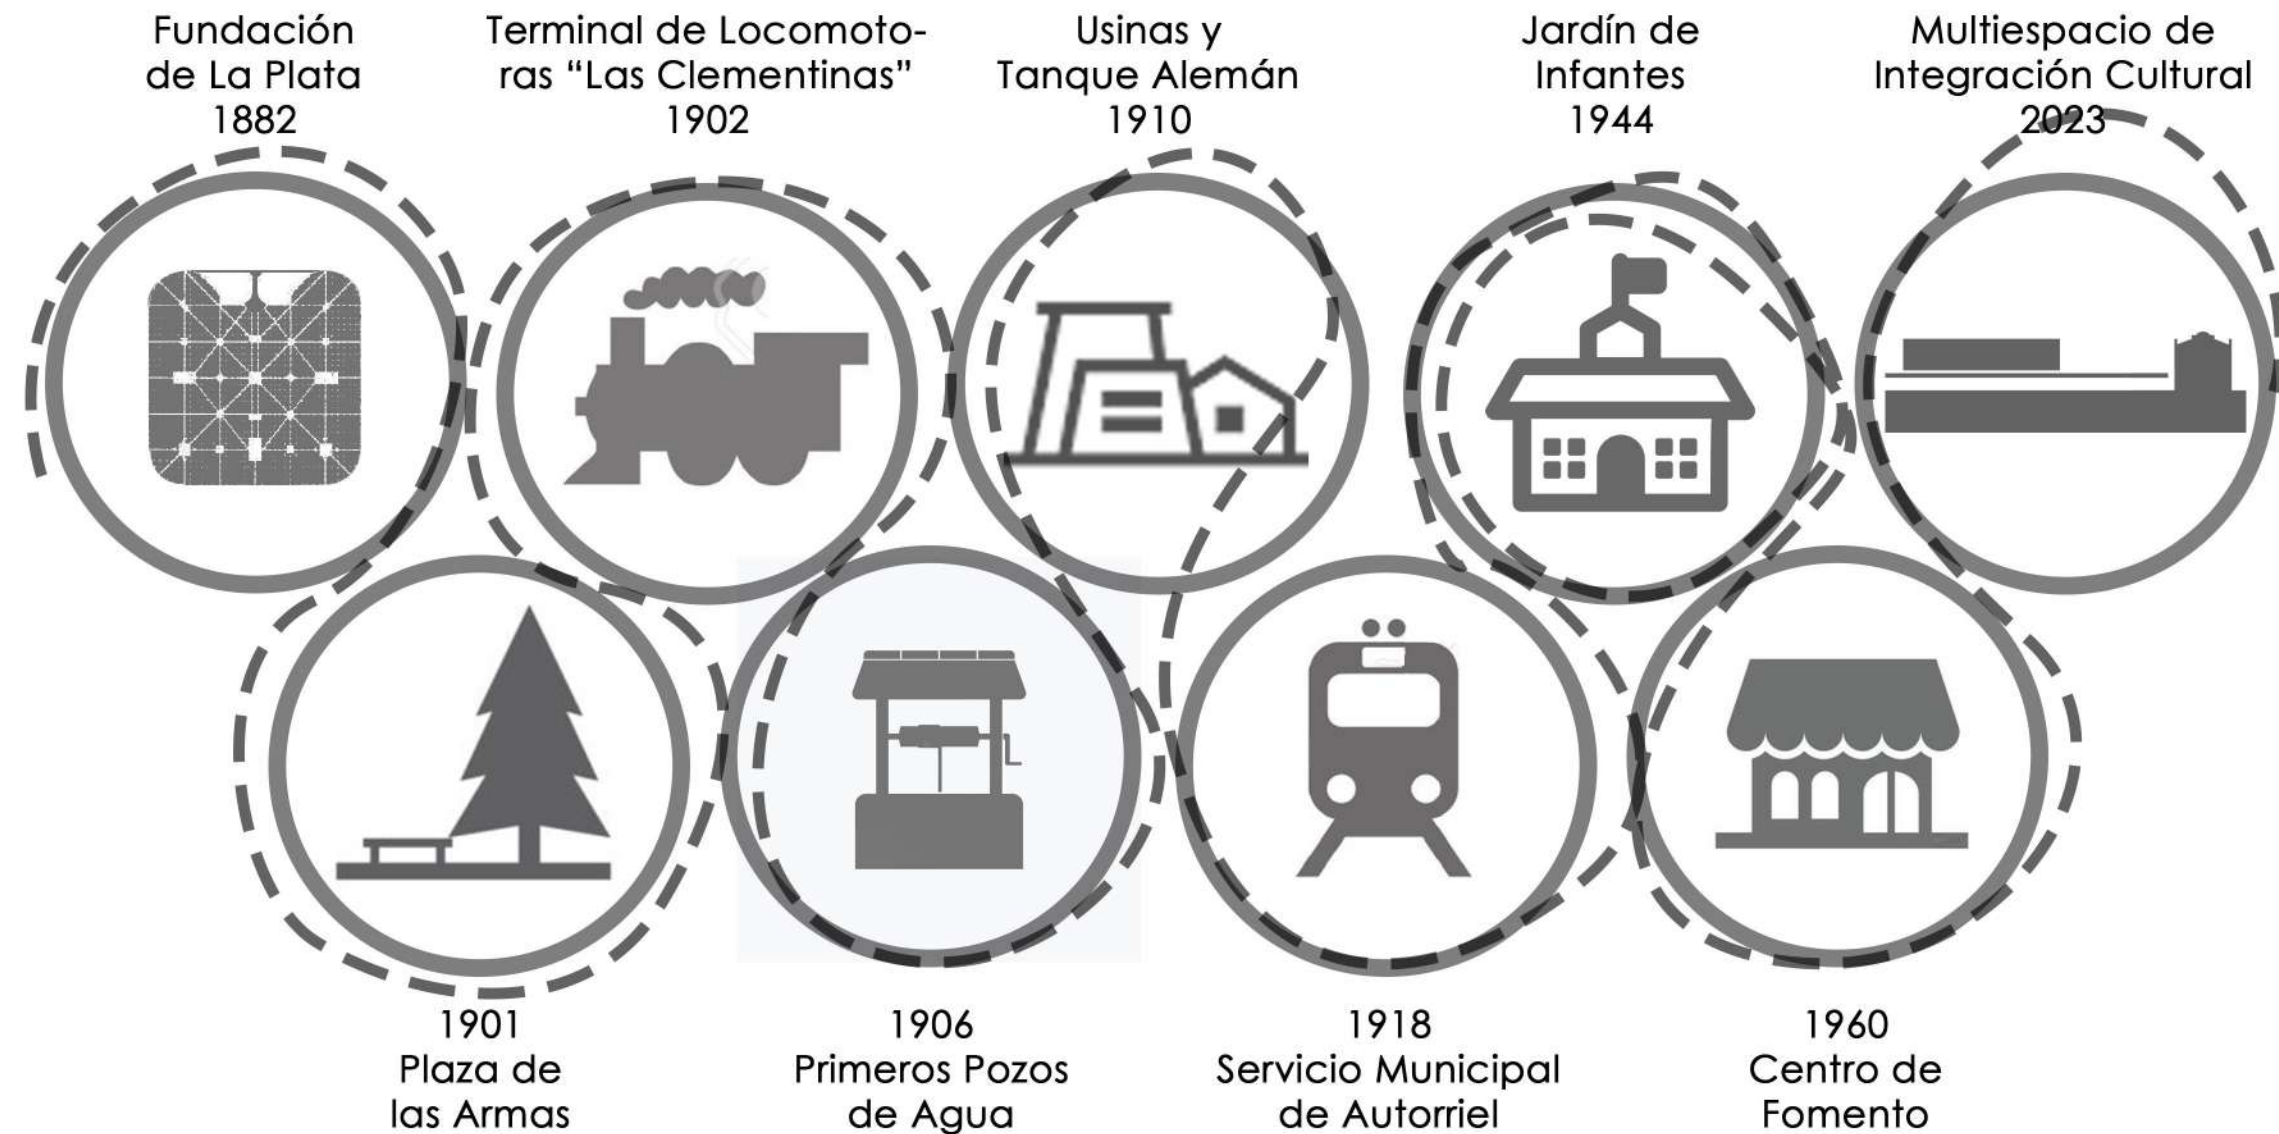 Fundación
de La Plata
1882
Terminal de Locomoto-
ras “Las Clementinas”
1902
Usinas y
Tanque Alemán
1910
Jardín de
Infantes
1944
Multiespacio de
Integración Cultural
2023
1901
Plaza de
las Armas
1906
Primeros Pozos
de Agua
1918
Servicio Municipal
de Autorriel
1960
Centro de
Fomento